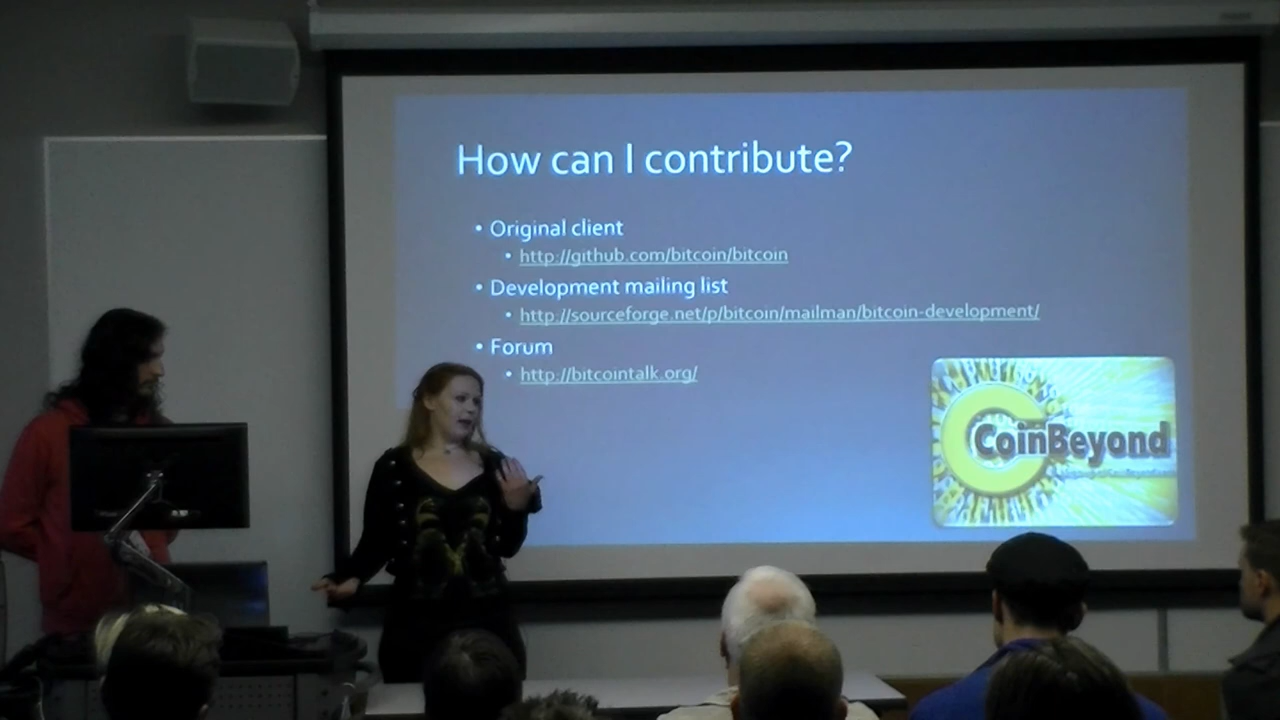 How can I contribute?
• Original client
• http://github.com/bitcoin/bitcoin
• Development mailing list
• http://sourceforge.net/p/bitcoin/mailman/bitcoin-development/
• Forum
• http://bitcointalk.org/
CoinBeyond